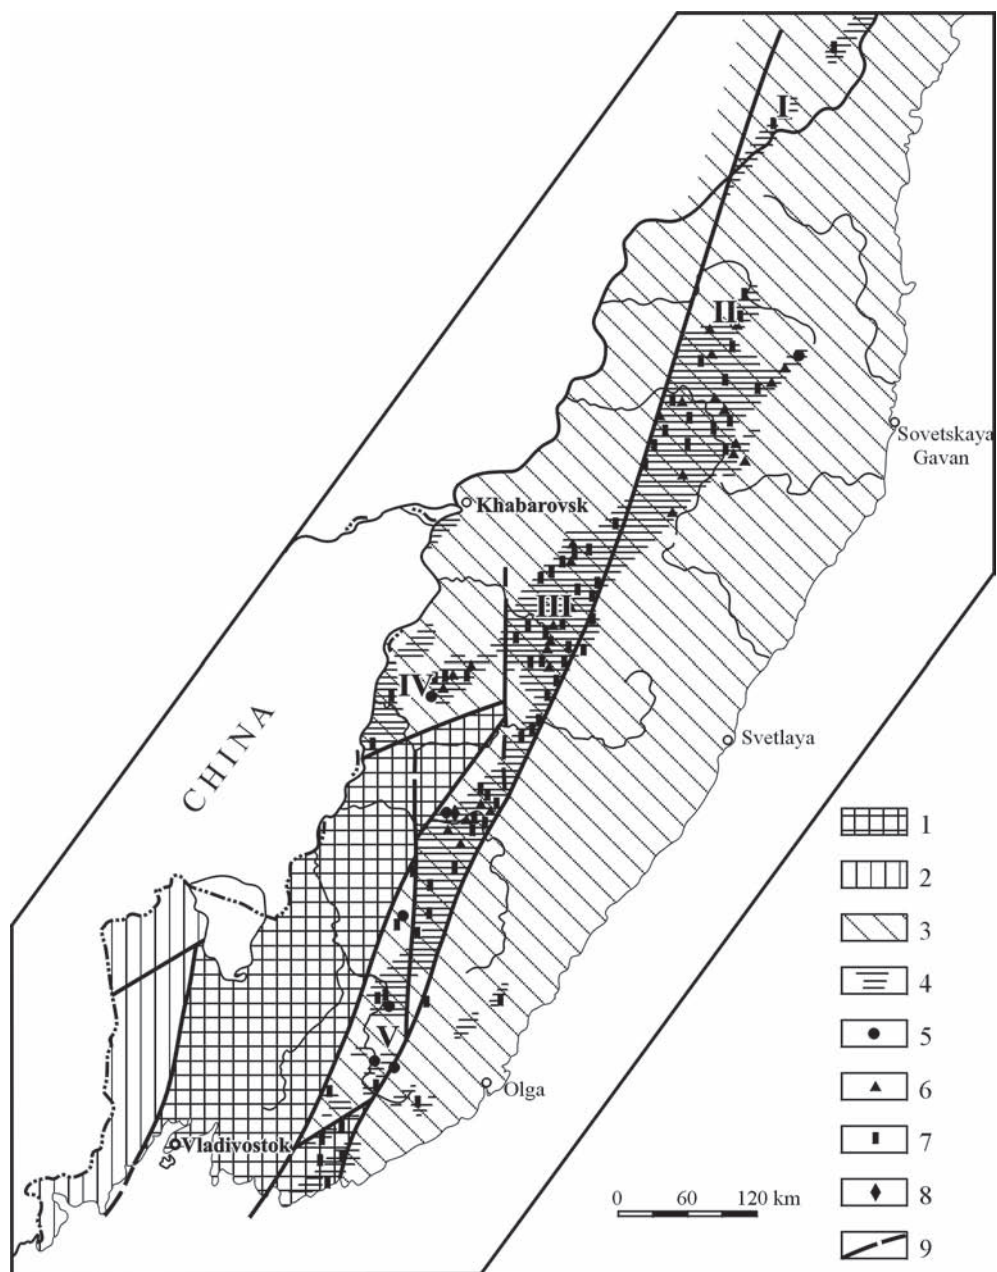 I
II
Sovetskaya
Gavan
Khabarovsk
III
IV
CHINA
Svetlaya
1
2
3
4
V
5
Olga
6
Vladivostok
7
0 60 120 km
8
9